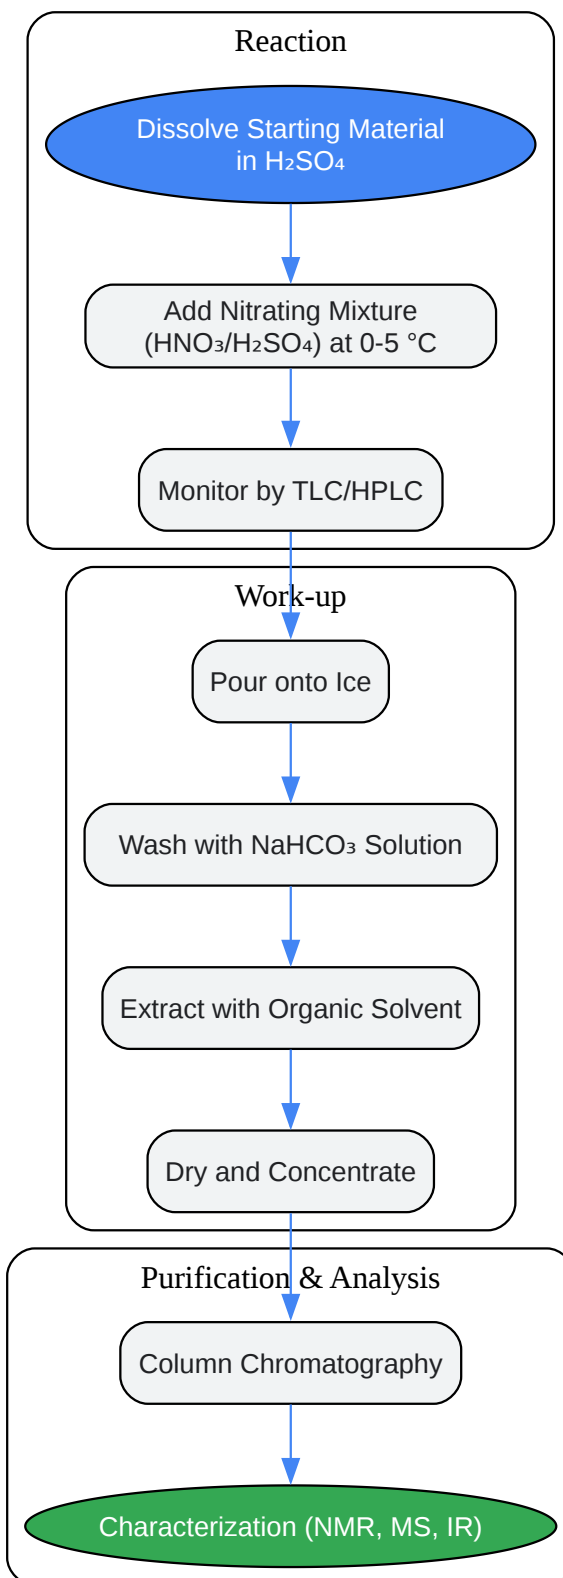 Reaction
Dissolve Starting Material
in H₂SO₄
Add Nitrating Mixture
(HNO₃/H₂SO₄) at 0-5 °C
Monitor by TLC/HPLC
Work-up
Pour onto Ice
Wash with NaHCO₃ Solution
Extract with Organic Solvent
Dry and Concentrate
Purification & Analysis
Column Chromatography
Characterization (NMR, MS, IR)